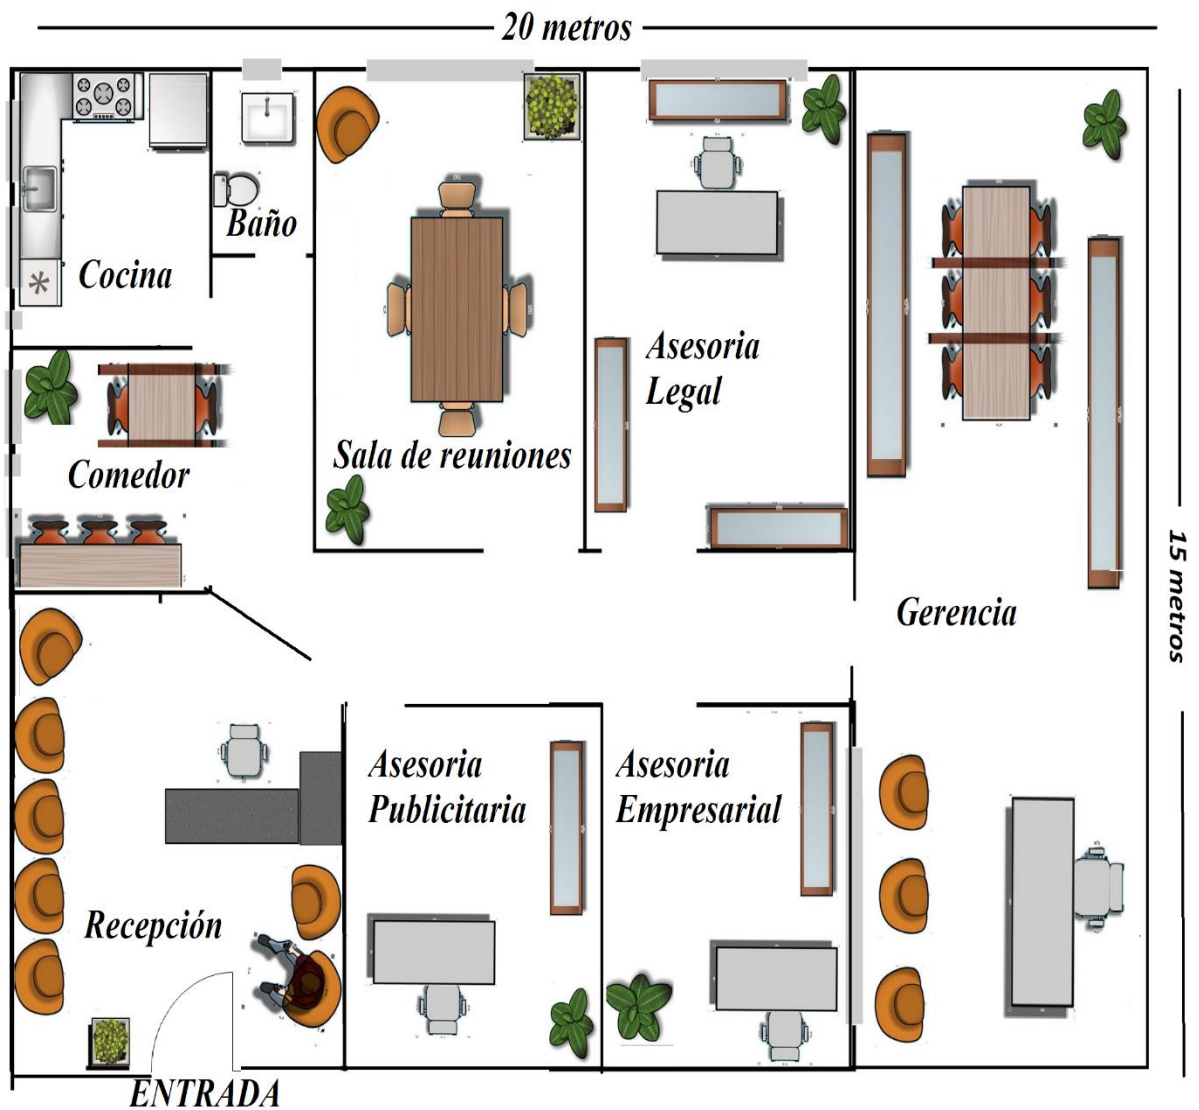 20 metros
Baño
Cocina
Asesoria
Legal
Sala de reuniones
Comedor
15 metros
Gerencia
Asesoria
Publicitaria
Asesoria
Empresarial
Recepción
ENTRADA